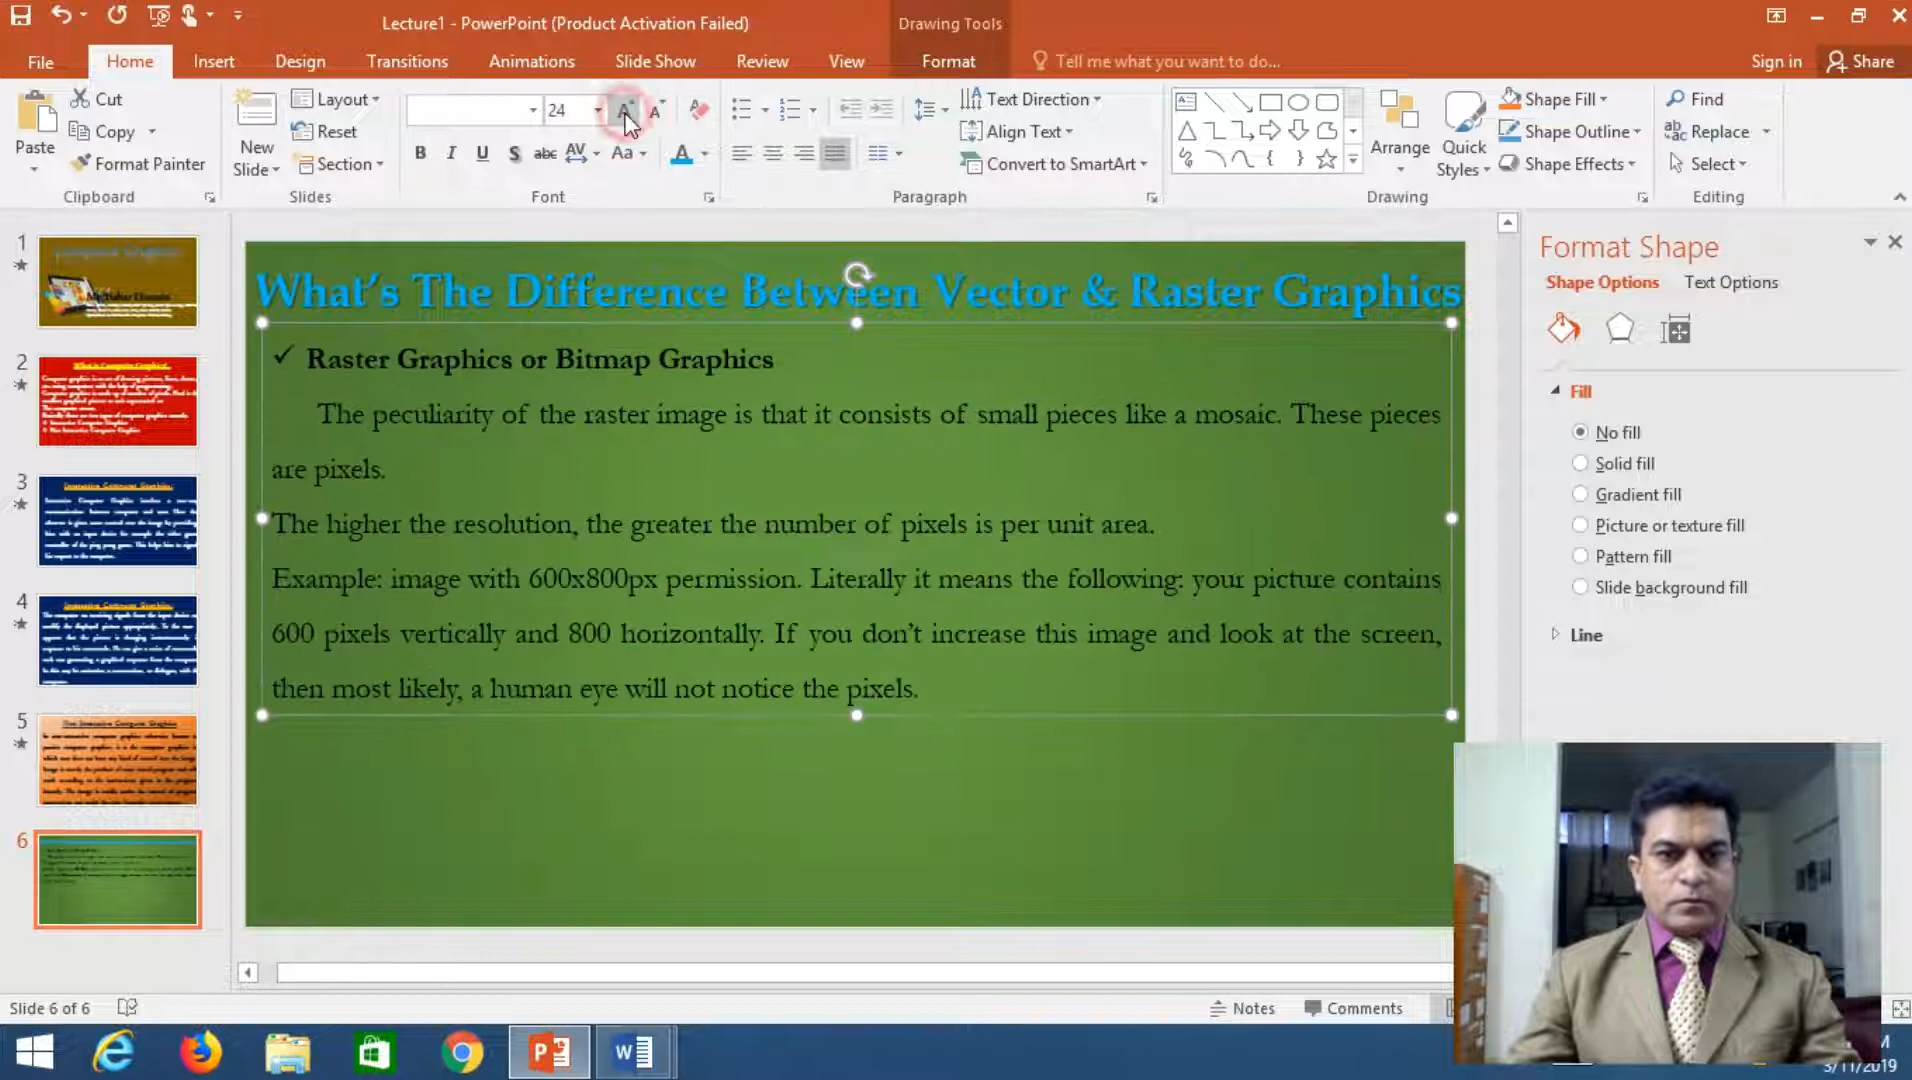 Lecture1 - PowerPoint (Product Activation Failed)
Drawing Tools
File
Home
Insert
Design
Transitions
Animations
Slide Show
Review
View
Format
Tell me what you want to do...
Sign in
Share
Paste
Cut
Copy
Format Painter
Clipboard
New Slide
Layout
Reset
Section
Slides
24
B I U S abc AV Aa A
Font
Text Direction
Align Text
Convert to SmartArt
Paragraph
Arrange
Quick Styles
Shape Fill
Shape Outline
Shape Effects
Drawing
Find
Replace
Select
Editing
1
2
3
4
5
6
What's The Difference Between Vector & Raster Graphics
✓ Raster Graphics or Bitmap Graphics
The peculiarity of the raster image is that it consists of small pieces like a mosaic. These pieces
are pixels.
The higher the resolution, the greater the number of pixels is per unit area.
Example: image with 600x800px permission. Literally it means the following: your picture contains
600 pixels vertically and 800 horizontally. If you don't increase this image and look at the screen,
then most likely, a human eye will not notice the pixels.
Format Shape
Shape Options
Text Options
Fill
No fill
Solid fill
Gradient fill
Picture or texture fill
Pattern fill
Slide background fill
Line
Slide 6 of 6
Notes
Comments
3/11/2019